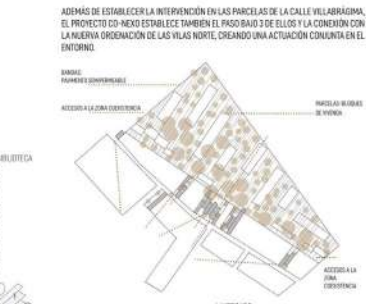 ADEMÁS DE ESTABLECER LA INTERVENCIÓN EN LAS PARCELAS DE LA CALLE VILLABRÁGIMA,
EL PROYECTO CO-NEXO ESTABLECE TAMBIÉN EL PASO BAJO 3 DE ELLOS Y LA CONEXIÓN CON
LA NUERVA ORDENACIÓN DE LAS VILAS NORTE, CREANDO UNA ACTUACIÓN CONJUNTA EN EL
ENTORNO.
PAVIMENTO SEMIPERMEABLE
PARCELAS-BLOQUES
DE VIVIENDA
ACCESOS A LA ZONA COEXISTENCIA
BLIOTECA
ACCESOS A LA
ZONA
COEXISTENCIA